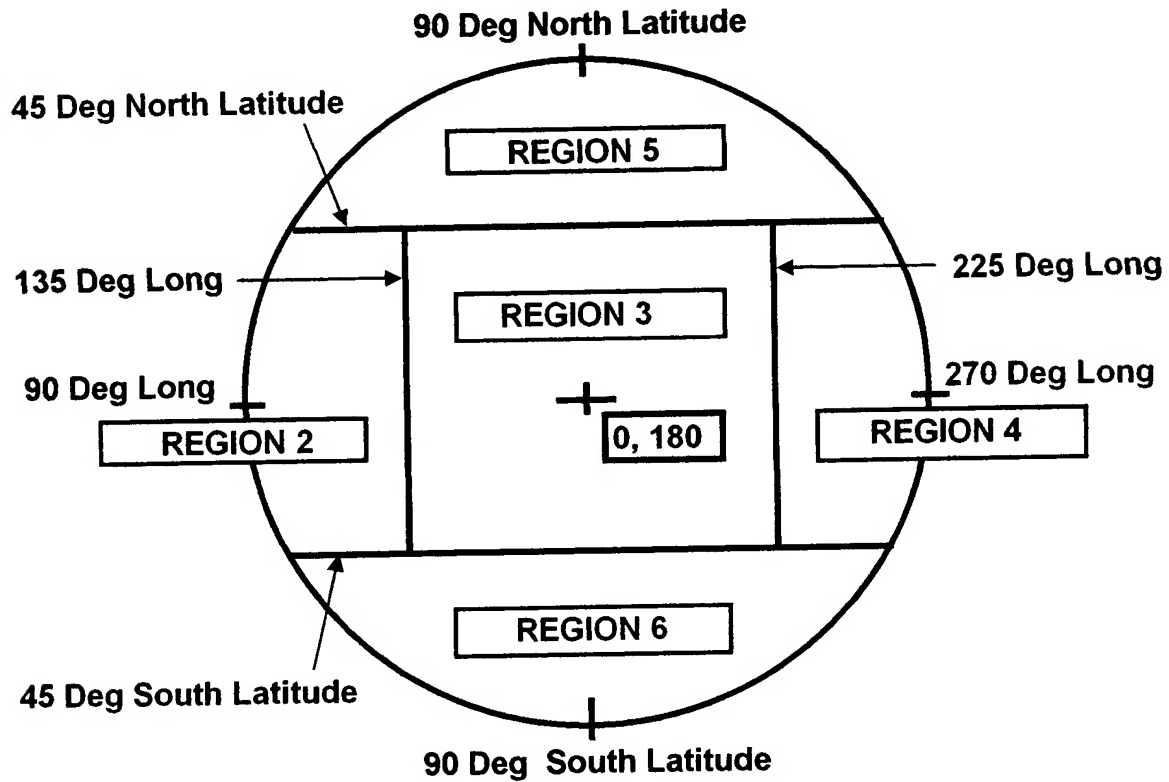 90 Deg North Latitude
45 Deg North Latitude
REGION 5
135 Deg Long
225 Deg Long
REGION 3
90 Deg Long
270 Deg Long
REGION 2
0, 180
REGION 4
REGION 6
45 Deg South Latitude
90 Deg South Latitude